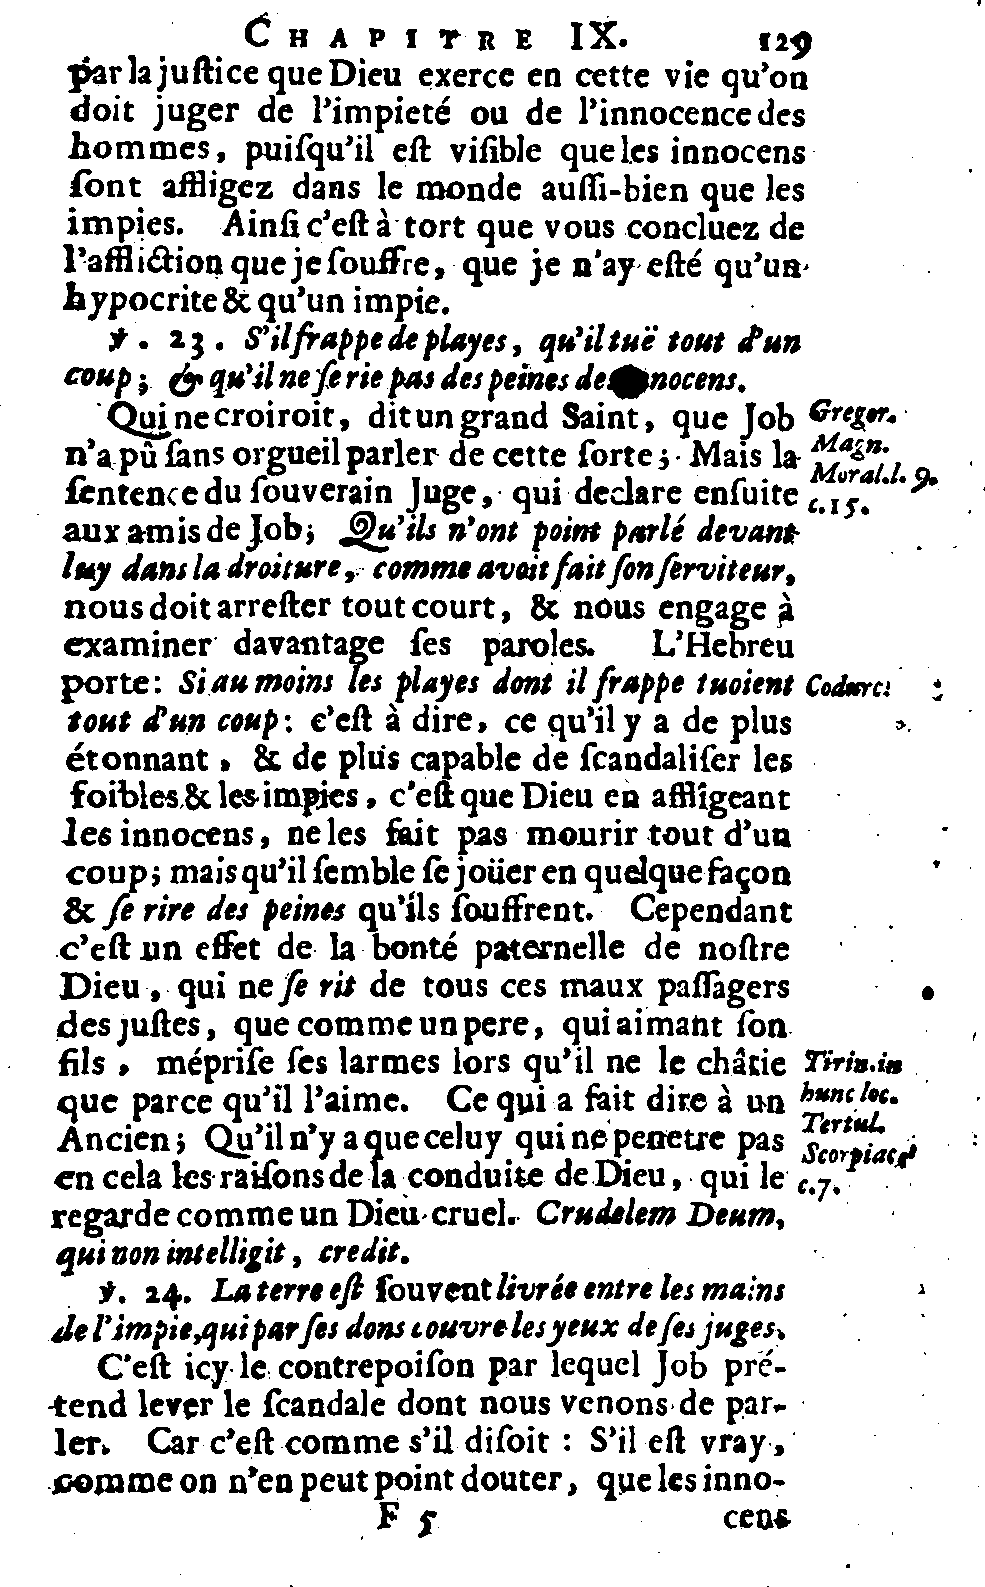 CHAPITRE IX. 129
par la juſtice que Dieu exerce en cette vie qu'on
doit juger de l'impieté ou de l'innocence des
hommes, puiſqu'il eſt viſible que les innocens
ſont affligez dans le monde auſſi-bien que les
impies. Ainſi c'eſt à tort que vous concluez de
l'affliction que je ſouffre, que je n'ay eſté qu'un
hypocrite & qu'un impie.
℣. 23. S'il frappe de playes, qu'il tuë tout d'un
coup; & qu'il ne ſe rie pas des peines des nocens.
Qui ne croiroit, dit un grand Saint, que Job
Gregor.
n'a pû ſans orgueil parler de cette ſorte; Mais la
Magn.
Moral. l. 9.
ſentence du ſouverain Juge, qui declare enſuite
c. 15.
aux amis de Job; Qu'ils n'ont point parlé devant
luy dans la droiture, comme avoit fait ſon ſerviteur,
nous doit arreſter tout court, & nous engage à
examiner davantage ſes paroles. L'Hebreu
porte: Si au moins les playes dont il frappe tuoient
Codurc.
tout d'un coup: c'eſt à dire, ce qu'il y a de plus
étonnant, & de plus capable de ſcandaliſer les
foibles & les impies, c'eſt que Dieu en affligeant
les innocens, ne les fait pas mourir tout d'un
coup; mais qu'il ſemble ſe joüer en quelque façon
& ſe rire des peines qu'ils ſouffrent. Cependant
c'eſt un effet de la bonté paternelle de noſtre
Dieu, qui ne ſe rit de tous ces maux paſſagers
des juſtes, que comme un pere, qui aimant ſon
fils, mépriſe ſes larmes lors qu'il ne le châtie
Tirin. in
que parce qu'il l'aime. Ce qui a fait dire à un
hunc loc.
Tertul.
Ancien; Qu'il n'y a que celuy qui ne penetre pas
Scorpiac.
en cela les raiſons de la conduite de Dieu, qui le
c. 7.
regarde comme un Dieu cruel. Crudelem Deum,
qui non intelligit, credit.
℣. 24. La terre eſt ſouvent livrée entre les mains
de l'impie, qui par ſes dons couvre les yeux de ſes juges.
C'eſt icy le contrepoiſon par lequel Job pré-
tend lever le ſcandale dont nous venons de par-
ler. Car c'eſt comme s'il diſoit: S'il eſt vray,
comme on n'en peut point douter, que les inno-
F 5 cens